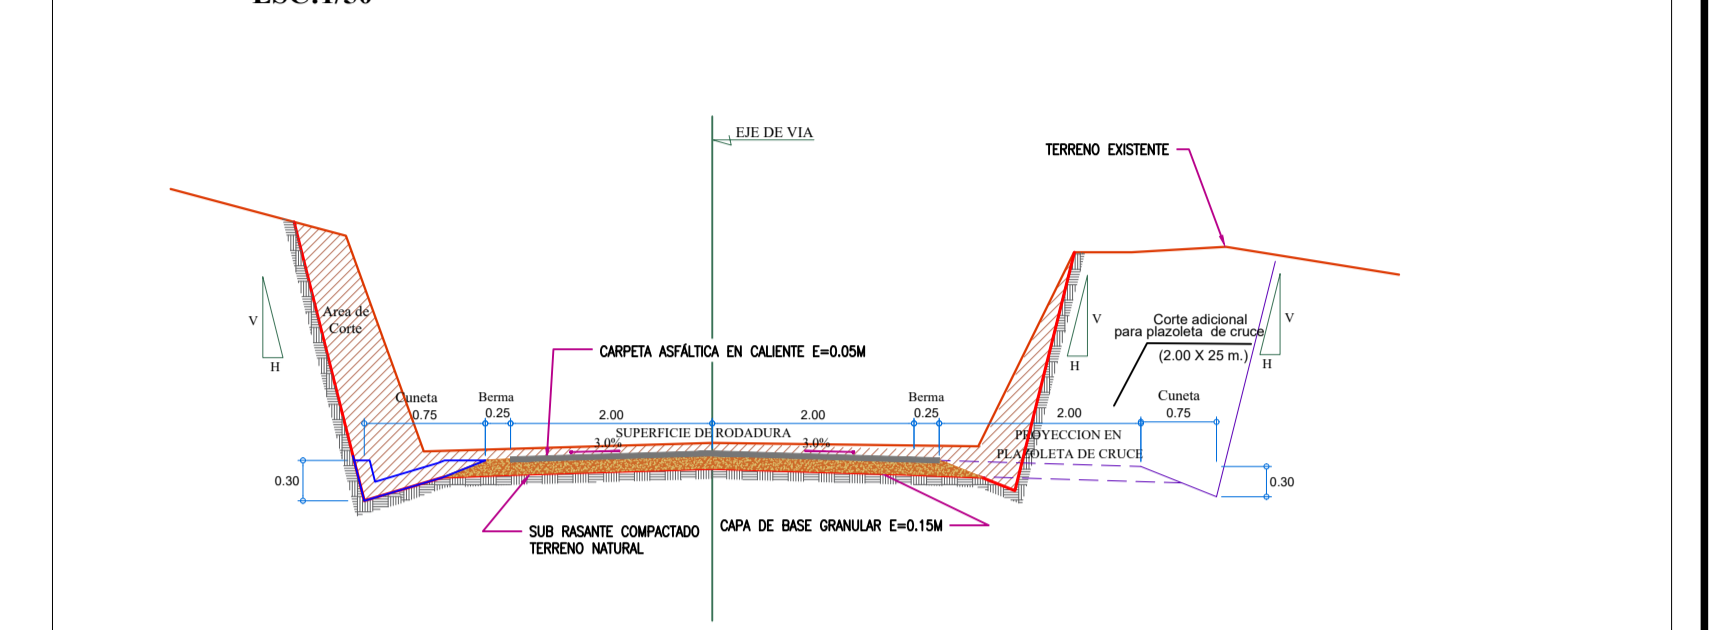 ESC:1/50
EJE DE VIA
TERRENO EXISTENTE
Area de
Corte
V
H
V
H
Corte adicional
para plazoleta de cruce
(2.00 X 25 m.)
V
H
CARPETA ASFÁLTICA EN CALIENTE E=0.05M
Cuneta
0.75
Berma
0.25
2.00
2.00
Berma
0.25
2.00
Cuneta
0.75
SUPERFICIE DE RODADURA
3.0%
3.0%
PROYECCION EN
PLAZOLETA DE CRUCE
0.30
0.30
SUB RASANTE COMPACTADO
TERRENO NATURAL
CAPA DE BASE GRANULAR E=0.15M